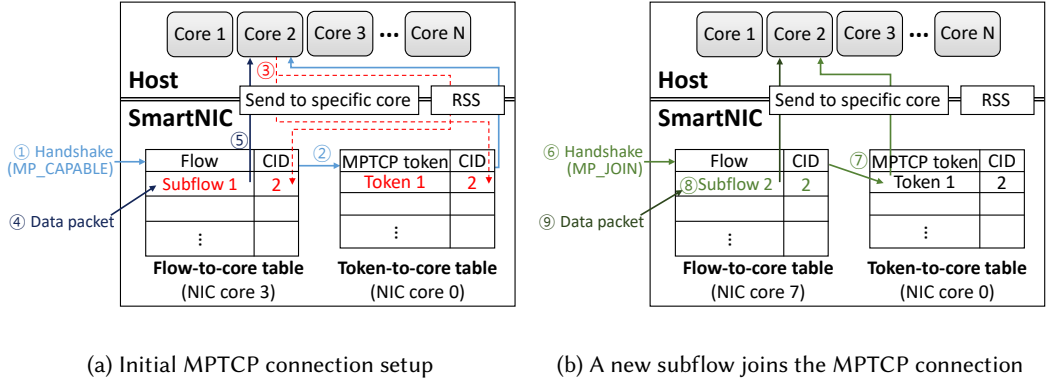 Core 1 Core 2 Core 3 ... Core N
③
Host
Send to specific core RSS
SmartNIC
⑤
① Handshake
(MP_CAPABLE)
②
Flow CID
Subflow 1 2
⋮
MPTCP token CID
Token 1 2
⋮
④ Data packet
Flow-to-core table
(NIC core 3)
Token-to-core table
(NIC core 0)
(a) Initial MPTCP connection setup
Core 1 Core 2 Core 3 ... Core N
Host
Send to specific core RSS
SmartNIC
⑥ Handshake
(MP_JOIN)
⑦
Flow CID
⑧ Subflow 2 2
⋮
MPTCP token CID
Token 1 2
⋮
⑨ Data packet
Flow-to-core table
(NIC core 7)
Token-to-core table
(NIC core 0)
(b) A new subflow joins the MPTCP connection